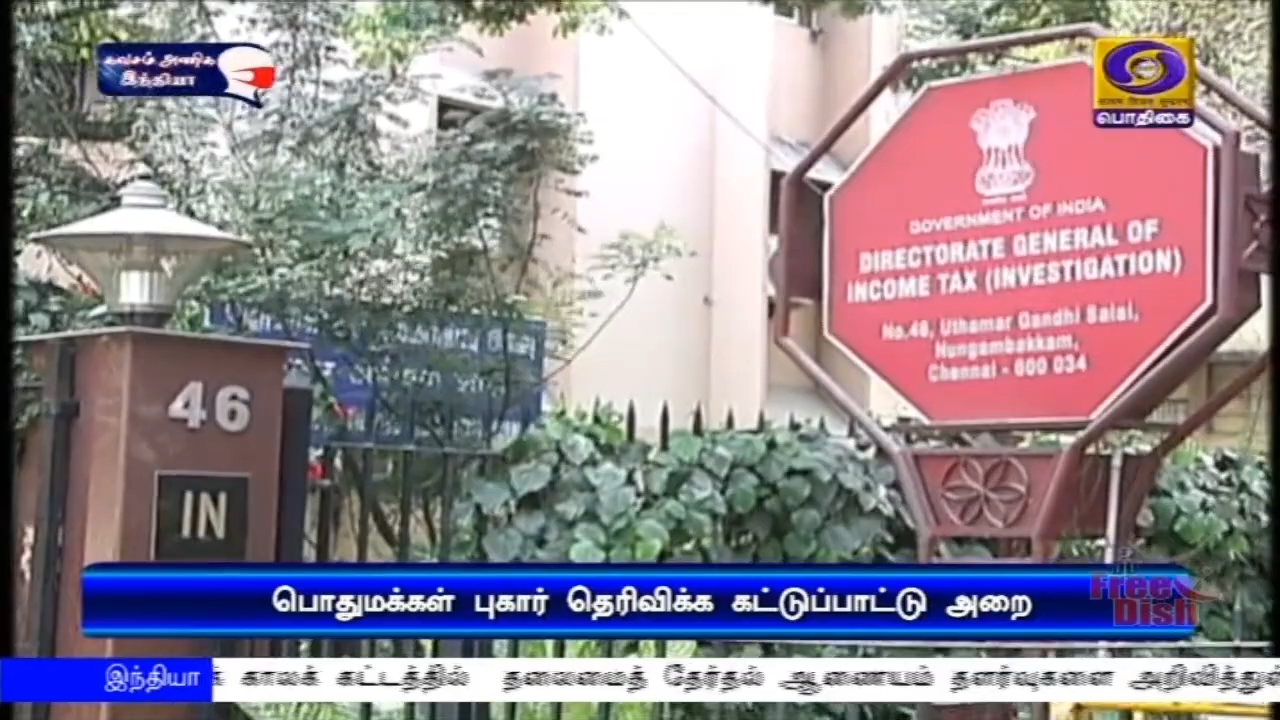 கவசம் அணிக
இந்தியா
பொதிகை
GOVERNMENT OF INDIA
DIRECTORATE GENERAL OF
INCOME TAX (INVESTIGATION)
No.46, Uthamar Gandhi Salai,
Nungambakkam,
Chennai - 600 034
46
IN
பொதுமக்கள் புகார் தெரிவிக்க கட்டுப்பாட்டு அறை
Free
Dish
இந்தியா காலக் கட்டத்தில் தலைமைத் தேர்தல் ஆணையம் தளர்வுகளை